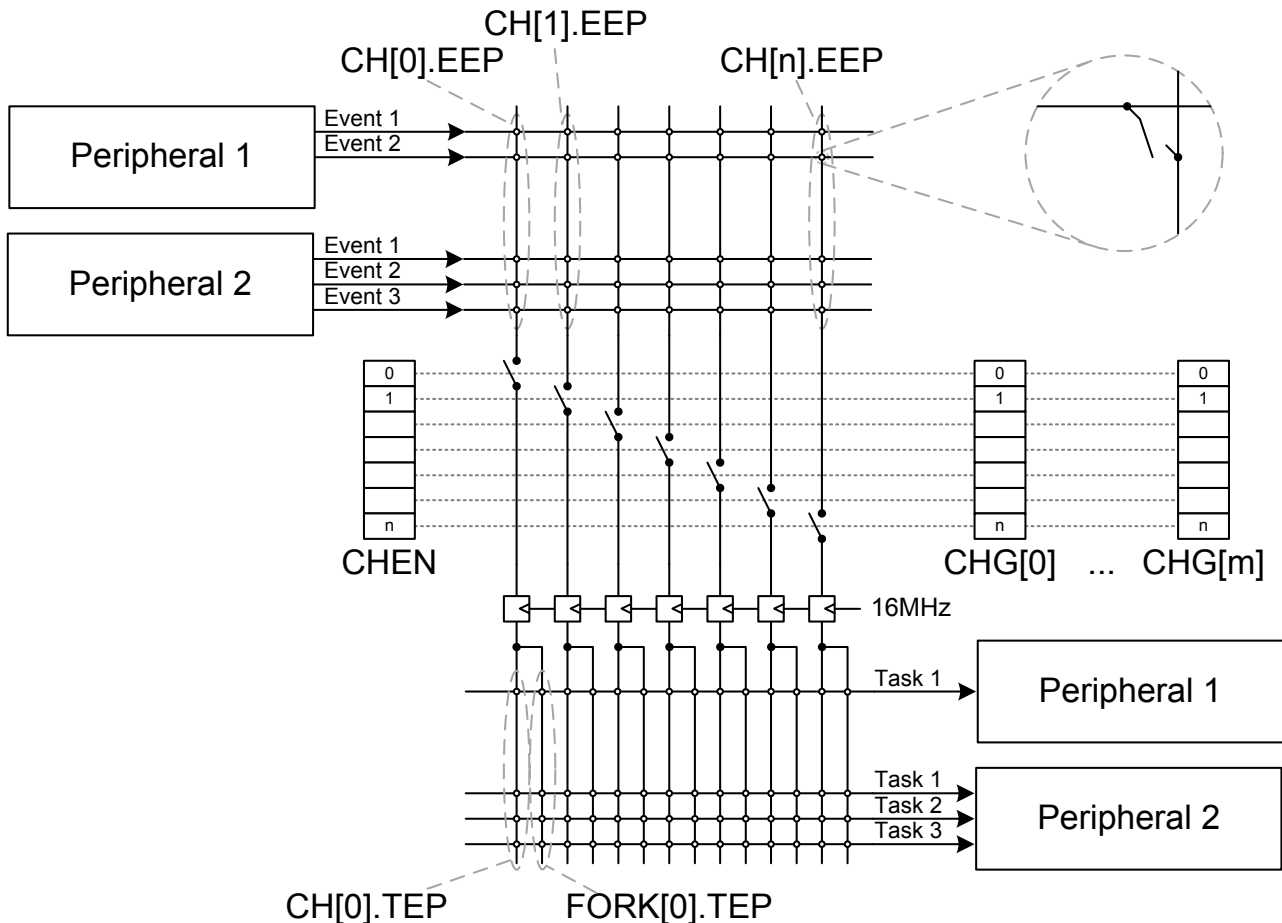 CH[1].EEP
CH[0].EEP
CH[n].EEP
Peripheral 1
Event 1
Event 2
Peripheral 2
Event 1
Event 2
Event 3
0
1
n
CHEN
0
1
n
CHG[0]
...
0
1
n
CHG[m]
16MHz
Task 1
Peripheral 1
Task 1
Task 2
Task 3
Peripheral 2
CH[0].TEP
FORK[0].TEP